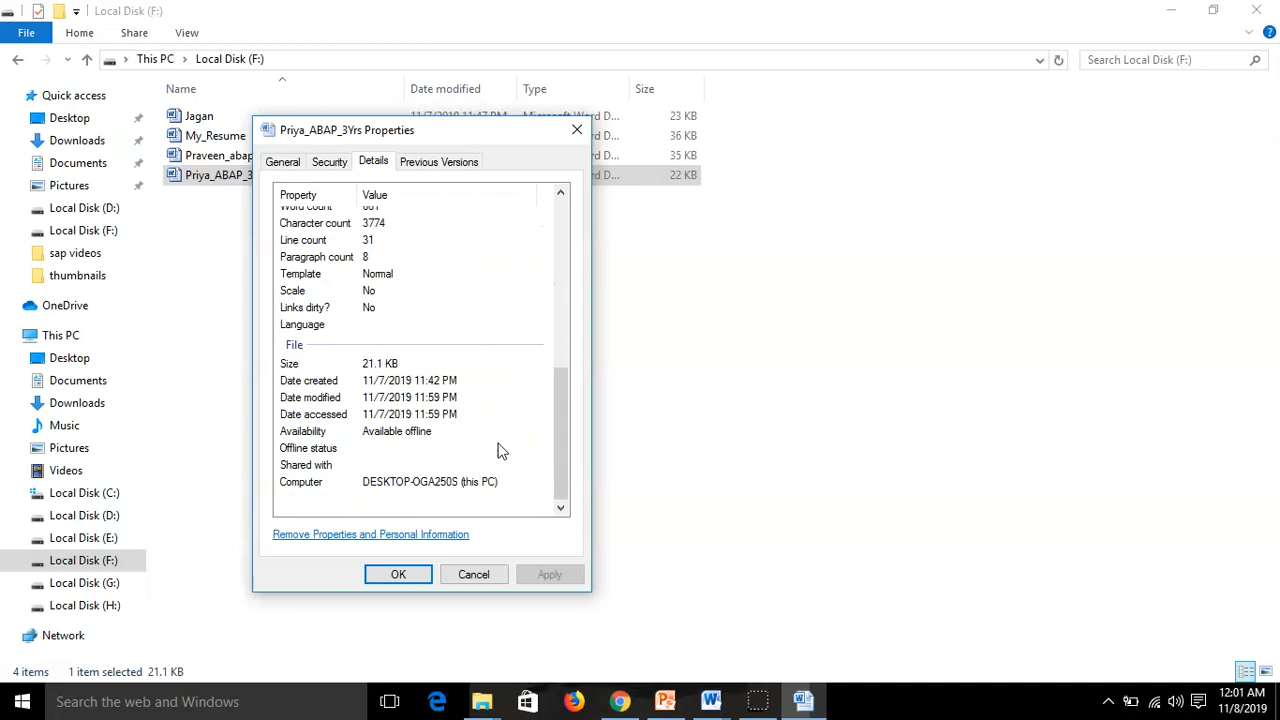 Local Disk (F:)
File Home Share View
This PC Local Disk (F:) Search Local Disk (F:)
Name Date modified Type Size
Quick access
Desktop
Downloads
Documents
Pictures
Local Disk (D:)
Local Disk (F:)
sap videos
thumbnails
OneDrive
This PC
Desktop
Documents
Downloads
Music
Pictures
Videos
Local Disk (C:)
Local Disk (D:)
Local Disk (E:)
Local Disk (F:)
Local Disk (G:)
Local Disk (H:)
Network
Jagan 23 KB
My_Resume rd D... 36 KB
Praveen_abap rd D... 35 KB
Priya_ABAP_3 rd D... 22 KB
Priya_ABAP_3Yrs Properties
General Security Details Previous Versions
Property Value
Character count 3774
Line count 31
Paragraph count 8
Template Normal
Scale No
Links dirty? No
Language
File
Size 21.1 KB
Date created 11/7/2019 11:42 PM
Date modified 11/7/2019 11:59 PM
Date accessed 11/7/2019 11:59 PM
Availability Available offline
Offline status
Shared with
Computer DESKTOP-OGA250S (this PC)
Remove Properties and Personal Information
OK Cancel Apply
4 items 1 item selected 21.1 KB
Search the web and Windows
12:01 AM
11/8/2019